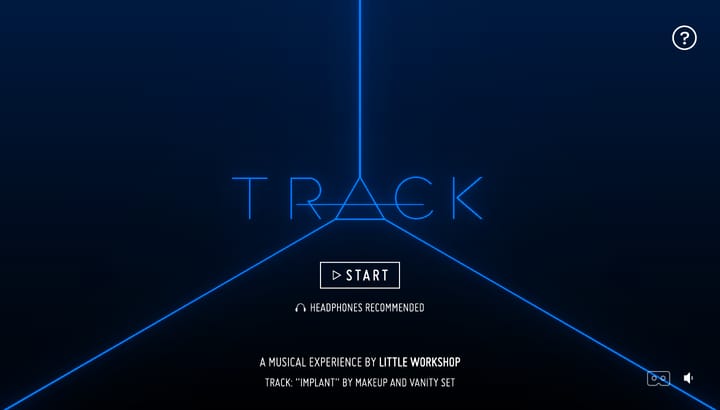 ?
TRACK
START
HEADPHONES RECOMMENDED
A MUSICAL EXPERIENCE BY LITTLE WORKSHOP
TRACK: "IMPLANT" BY MAKEUP AND VANITY SET